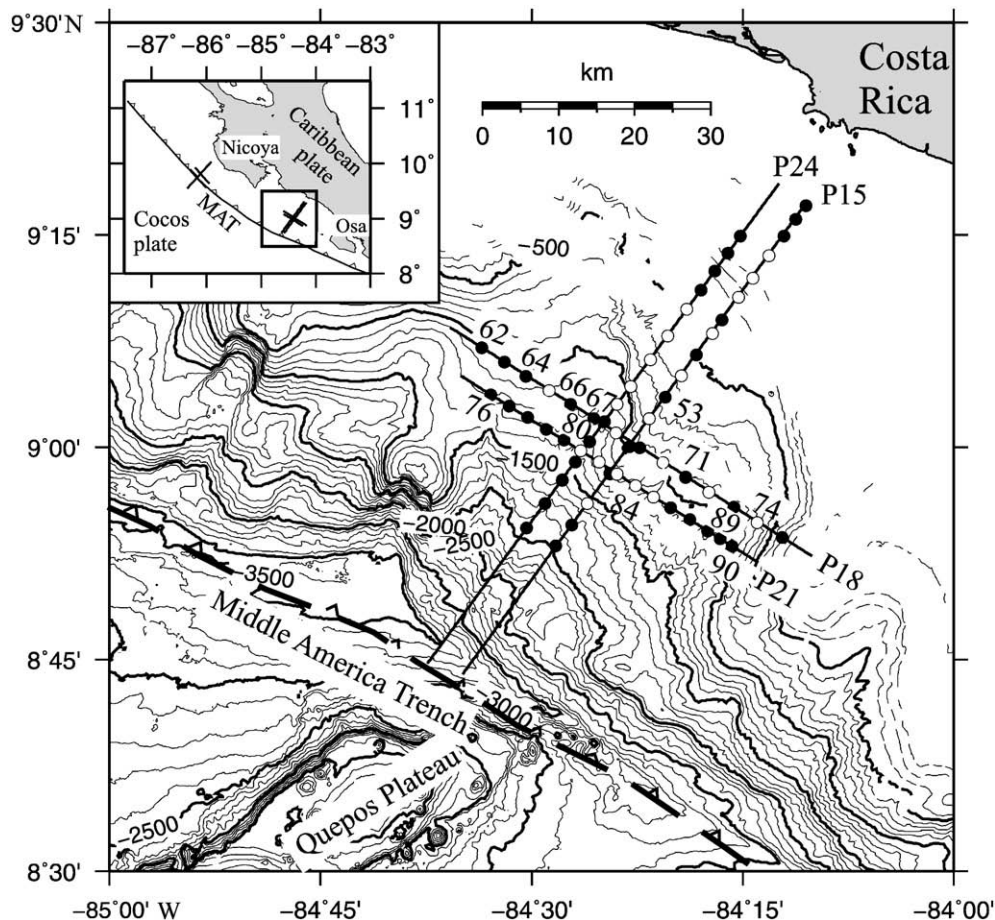 9°30' N
−87° −86° −85° −84° −83°
11°
10°
9°
8°
Nicoya
Caribbean
plate
MAT
Cocos
plate
Osa
km
0 10 20 30
Costa
Rica
P24
P15
9°15'
−500
62
64
66
67
53
76
80
71
9°00'
−1500
84
89
74
−2000
−2500
90
P21
P18
3500
Middle America Trench
8°45'
−3000
Quepos Plateau
−2500
8°30'
−85°00' W −84°45' −84°30' −84°15' −84°00'